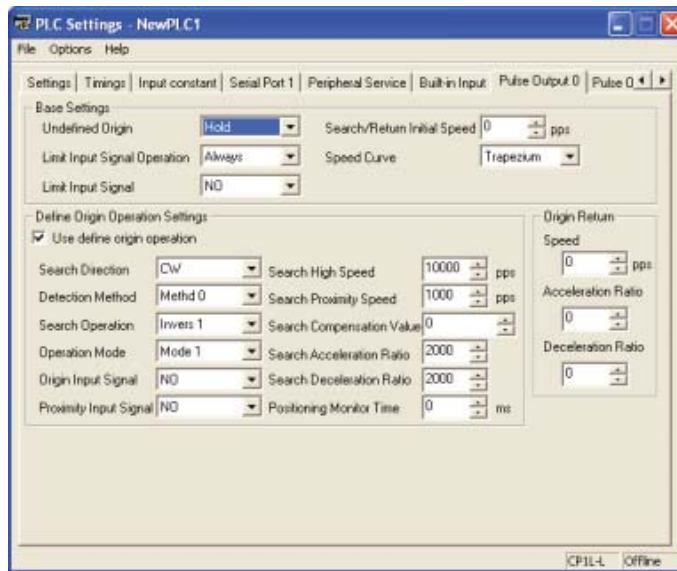 PLC Settings - NewPLC1
File Options Help
Settings Timings Input constant Serial Port 1 Peripheral Service Built-in Input Pulse Output 0 Pulse O
Base Settings
Undefined Origin Hold Search/Return Initial Speed 0 pps
Limit Input Signal Operation Always Speed Curve Trapezium
Limit Input Signal NO
Define Origin Operation Settings
Use define origin operation
Search Direction CW Search High Speed 10000 pps
Detection Method Methd 0 Search Proximity Speed 1000 pps
Search Operation Invers 1 Search Compensation Value 0
Operation Mode Mode 1 Search Acceleration Ratio 2000
Origin Input Signal NO Search Deceleration Ratio 2000
Proximity Input Signal NO Positioning Monitor Time 0 ms
Origin Return
Speed
0 pps
Acceleration Ratio
0
Deceleration Ratio
0
CP1L-L Offline